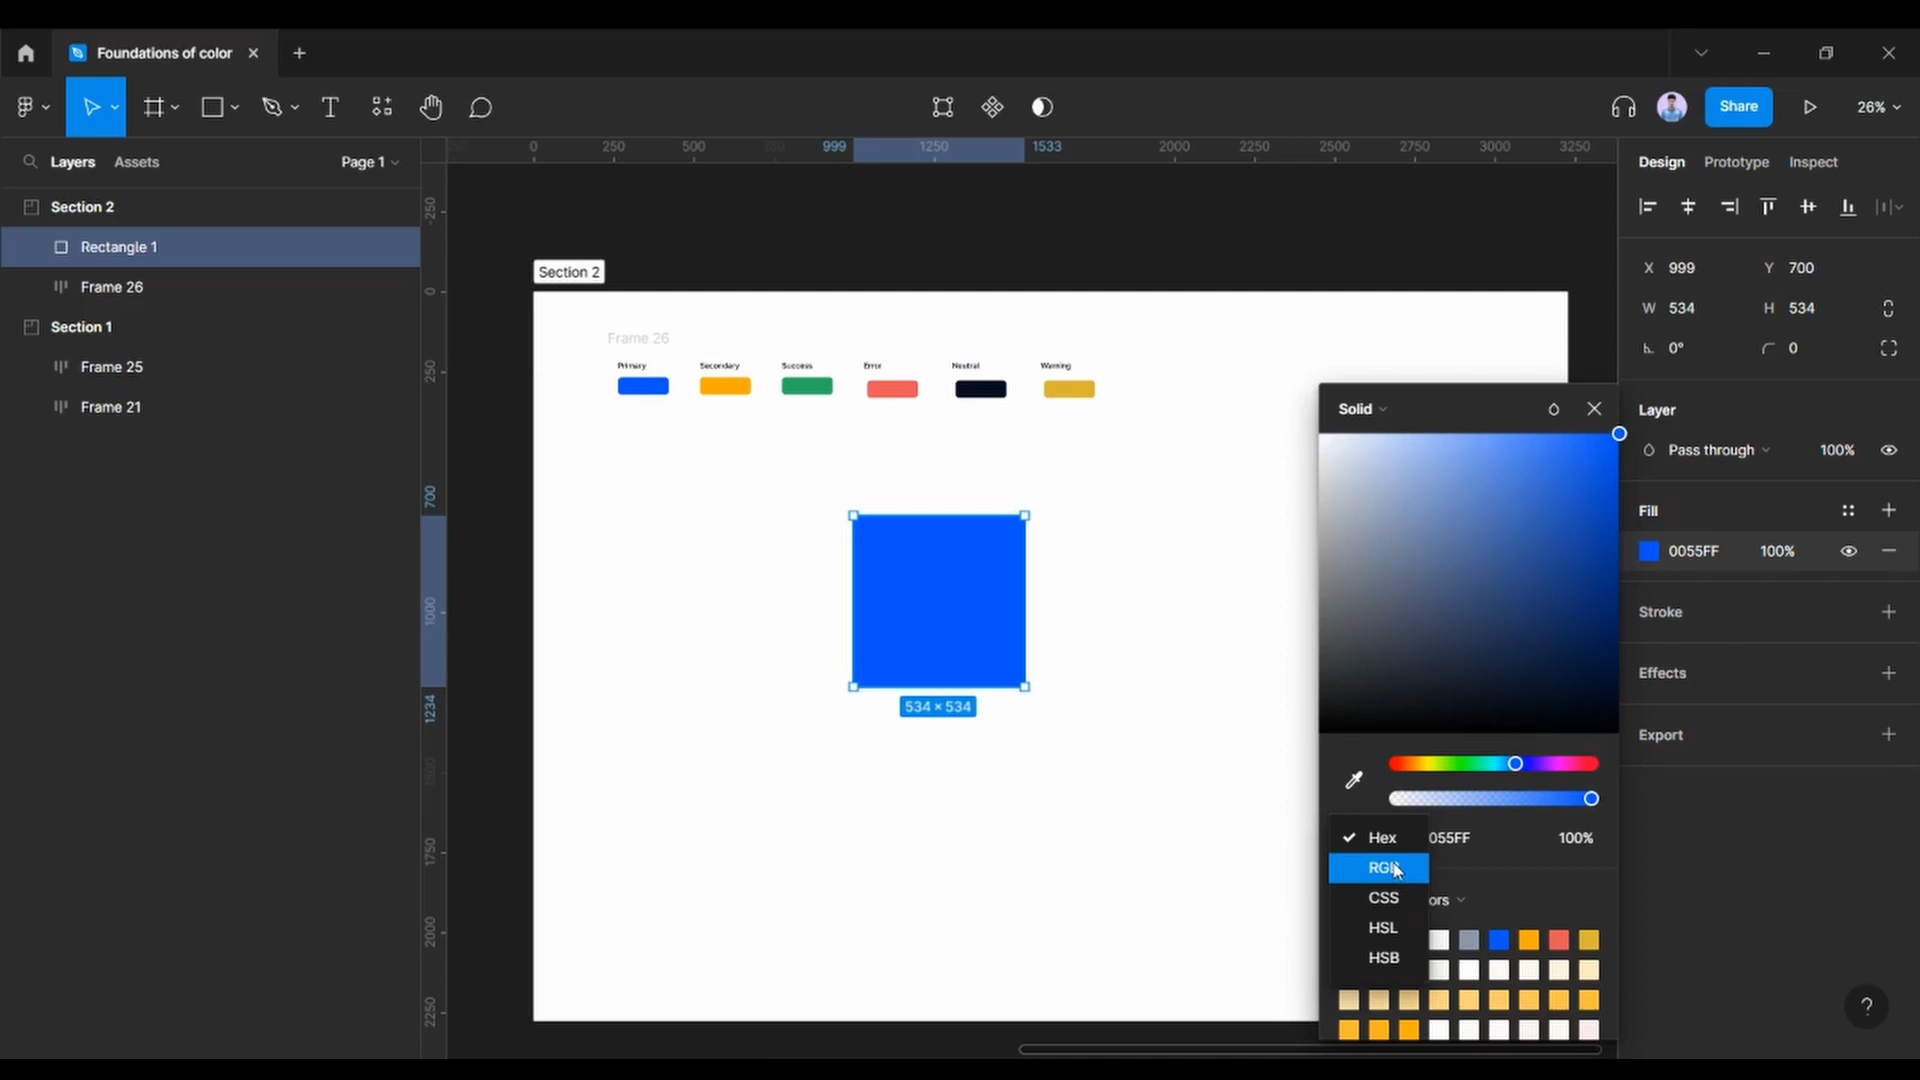 Foundations of color
Share
26%
Layers Assets Page 1
Section 2
Rectangle 1
Frame 26
Section 1
Frame 25
Frame 21
0 250 500 750 999 1250 1533 2000 2250 2500 2750 3000 3250
-250
0
250
700
1000
1234
1500
1750
2000
2250
Section 2
Frame 26
Primary Secondary Success Error Neutral Warning
534 × 534
Solid
Hex 055FF 100%
RGB
CSS
HSL
HSB
ors
Design Prototype Inspect
X 999 Y 700
W 534 H 534
0° 0
Layer
Pass through 100%
Fill
0055FF 100%
Stroke
Effects
Export
?